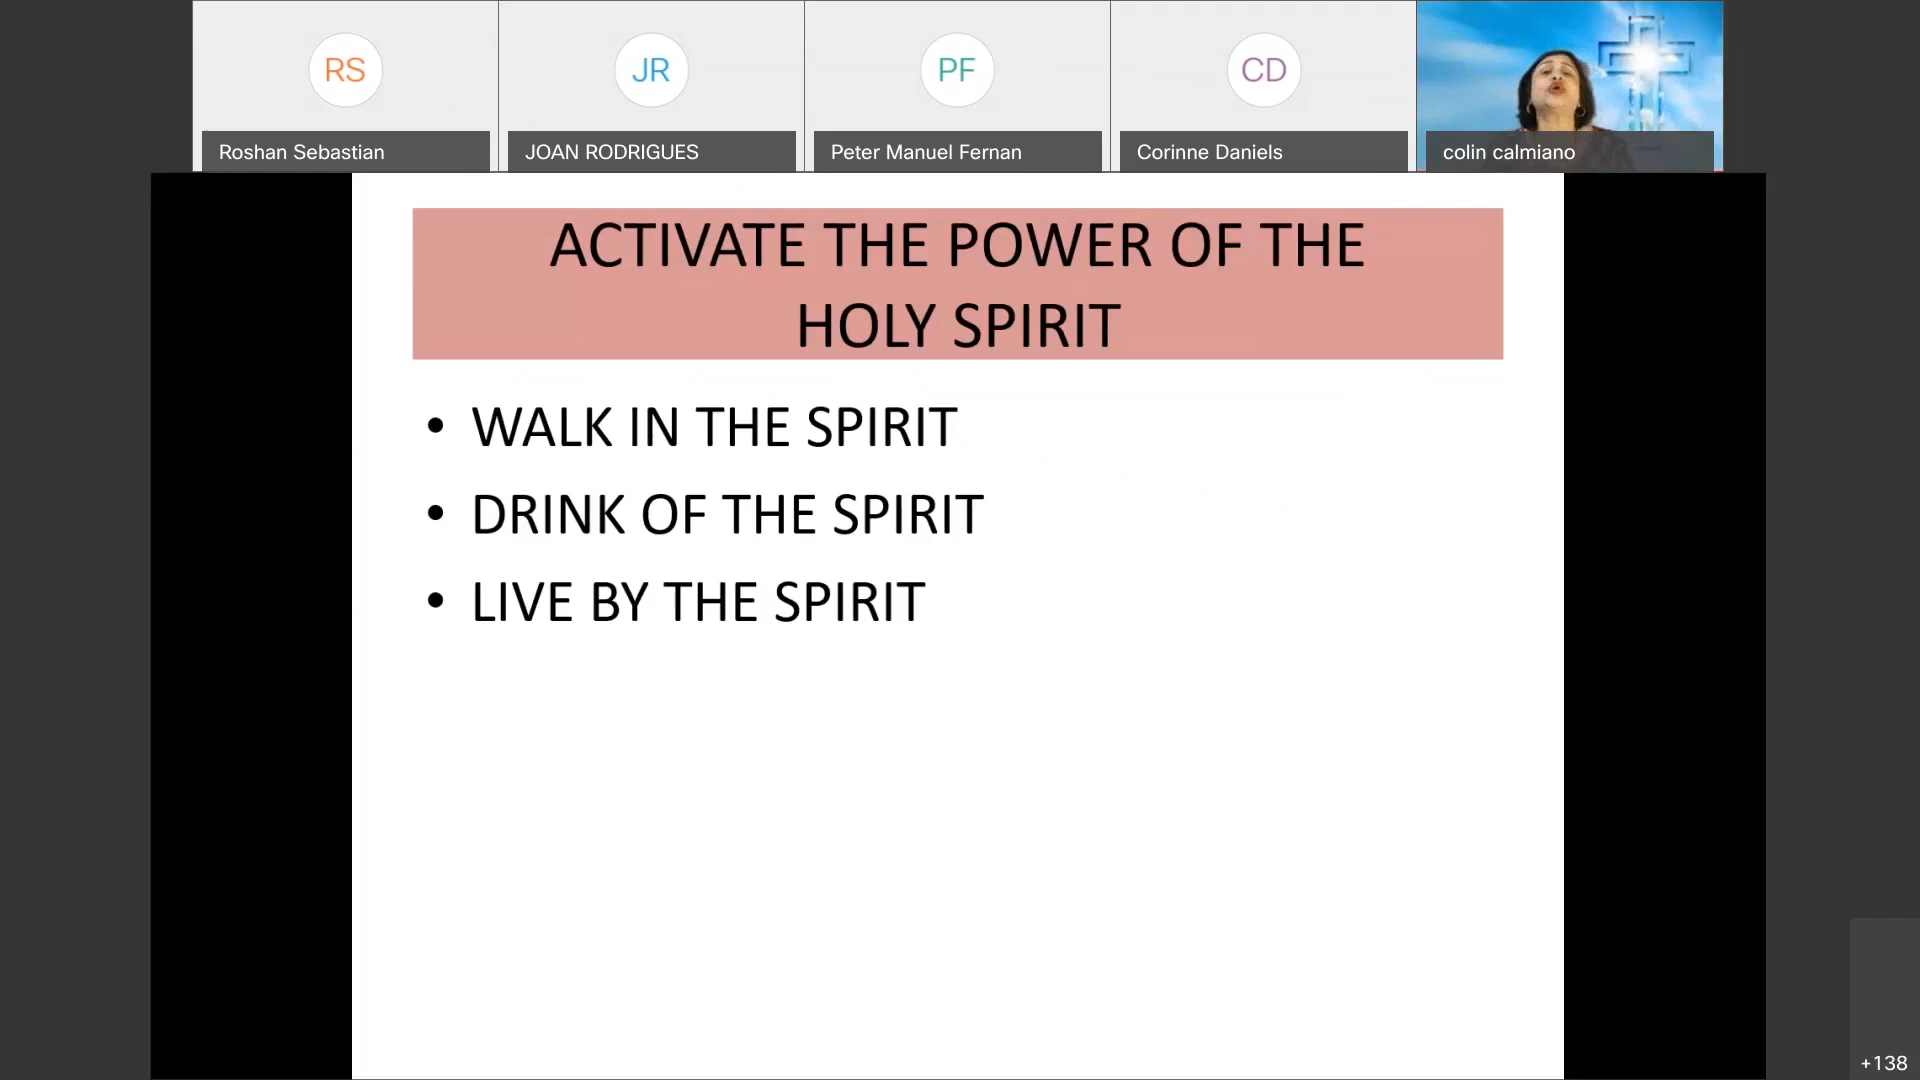 RS
JR
PF
CD
Roshan Sebastian
JOAN RODRIGUES
Peter Manuel Fernan
Corinne Daniels
colin calmiano
ACTIVATE THE POWER OF THE
HOLY SPIRIT
• WALK IN THE SPIRIT
• DRINK OF THE SPIRIT
• LIVE BY THE SPIRIT
+138